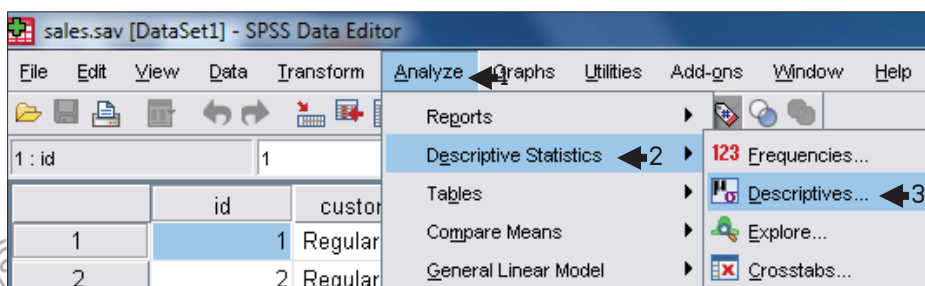 sales.sav [DataSet1] - SPSS Data Editor
File Edit View Data Transform Analyze Graphs Utilities Add-ons Window Help
Reports
1 : id 1
Descriptive Statistics 2
123 Frequencies...
Tables
μσ Descriptives... 3
id custor
Compare Means
Explore...
1 1 Regular
General Linear Model
Crosstabs...
2 2 Regular